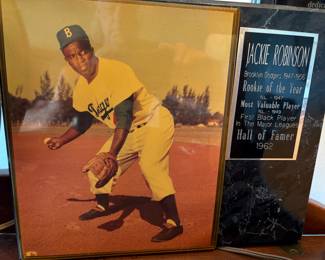 dedica
B
JACKIE ROBINSON
Brooklyn Dodgers 1947-1956
Rookie of the Year
N.L. - 1947
Most Valuable Player
N.L. - 1949
First Black Player
In The Major Leagues
Hall of Famer
1962